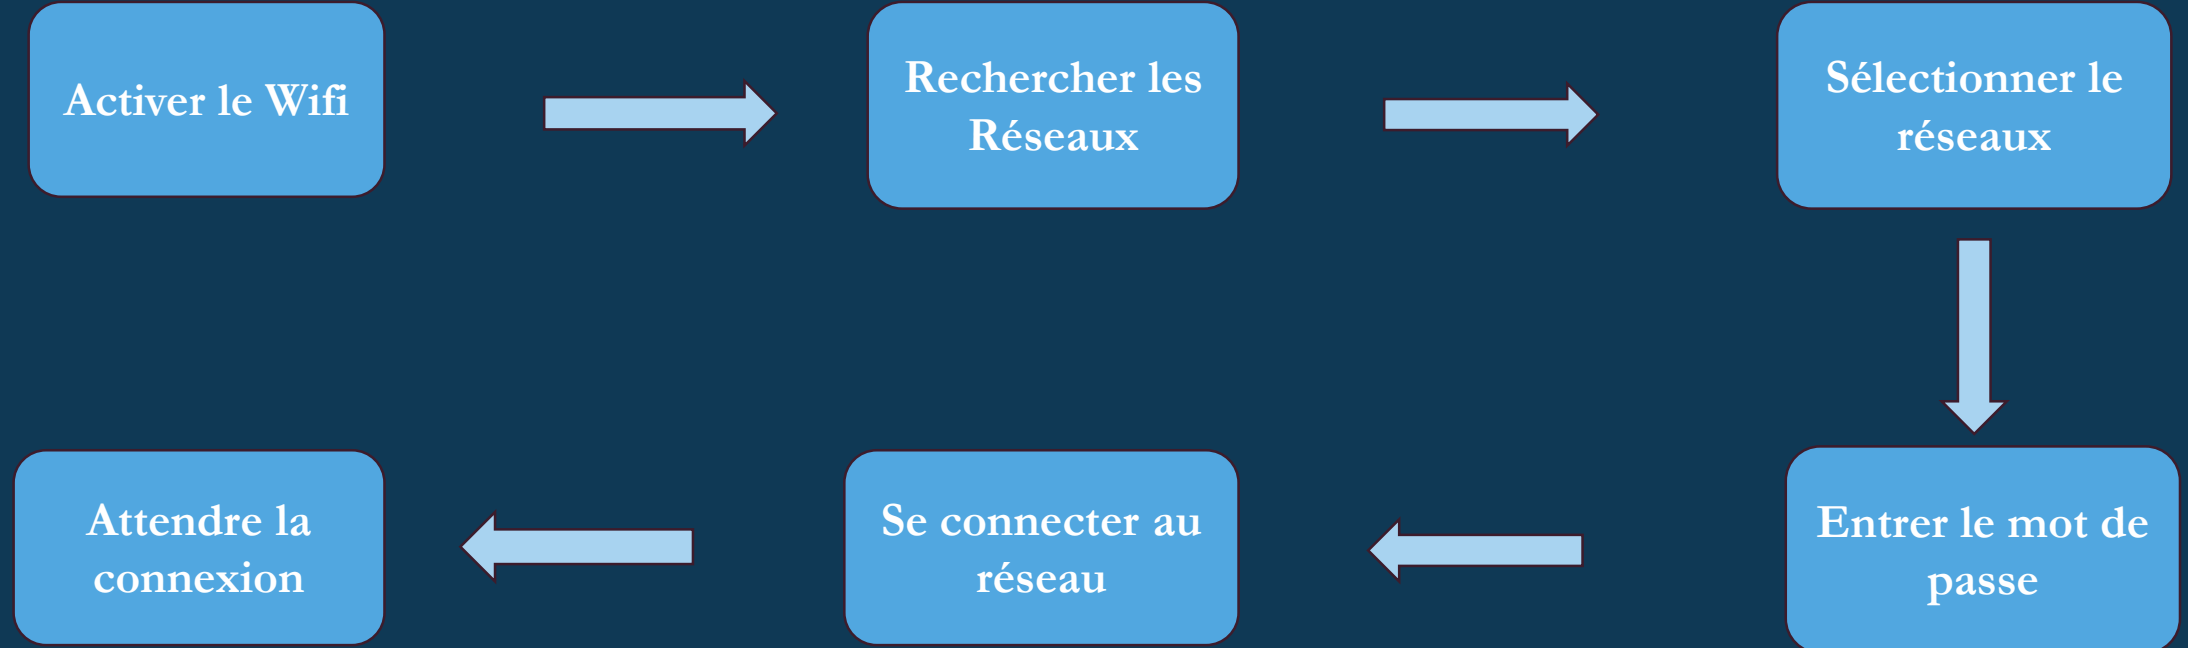 Activer le Wifi
Rechercher les
Réseaux
Sélectionner le
réseaux
Entrer le mot de
passe
Se connecter au
réseau
Attendre la
connexion